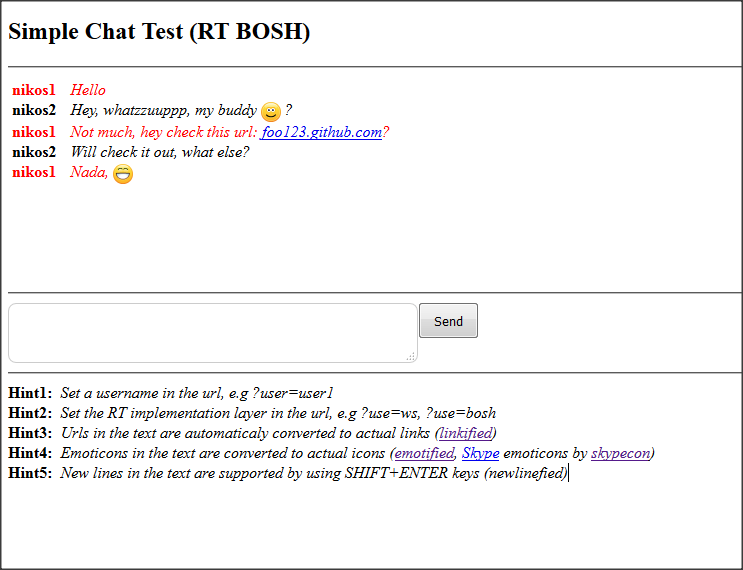 Simple Chat Test (RT BOSH)
nikos1 Hello
nikos2 Hey, whatzzuuppp, my buddy ?
nikos1 Not much, hey check this url: foo123.github.com?
nikos2 Will check it out, what else?
nikos1 Nada,
Send
Hint1: Set a username in the url, e.g ?user=user1
Hint2: Set the RT implementation layer in the url, e.g ?use=ws, ?use=bosh
Hint3: Urls in the text are automaticaly converted to actual links (linkified)
Hint4: Emoticons in the text are converted to actual icons (emotified, Skype emoticons by skypecon)
Hint5: New lines in the text are supported by using SHIFT+ENTER keys (newlinefied)